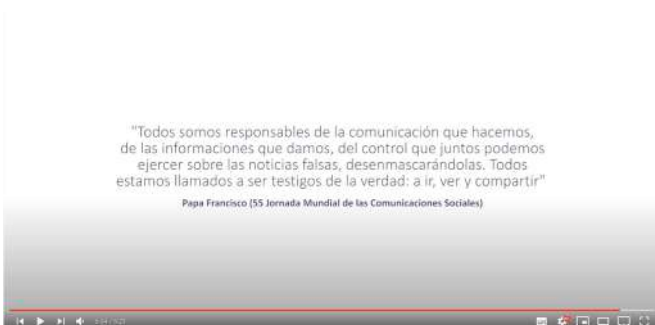 "Todos somos responsables de la comunicación que hacemos,
de las informaciones que damos, del control que juntos podemos
ejercer sobre las noticias falsas, desenmascarándolas. Todos
estamos llamados a ser testigos de la verdad: a ir, ver y compartir"
Papa Francisco (55 Jornada Mundial de las Comunicaciones Sociales)